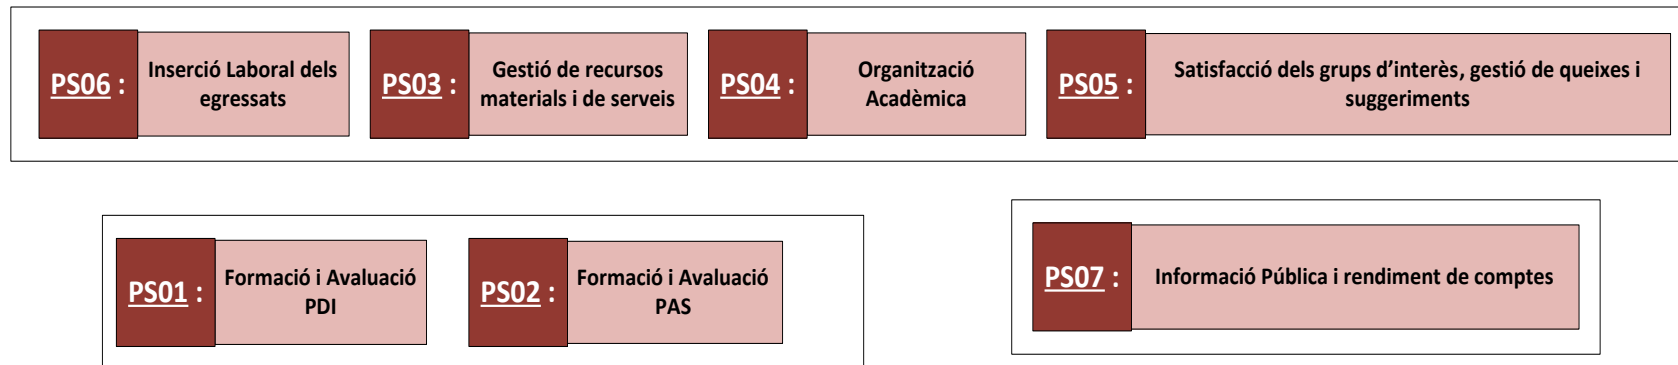 PS06 :
Inserció Laboral dels
egressats
PS03 :
Gestió de recursos
materials i de serveis
PS04 :
Organització
Acadèmica
PS05 :
Satisfacció dels grups d’interès, gestió de queixes i
suggeriments
PS01 :
Formació i Avaluació
PDI
PS02 :
Formació i Avaluació
PAS
PS07 :
Informació Pública i rendiment de comptes